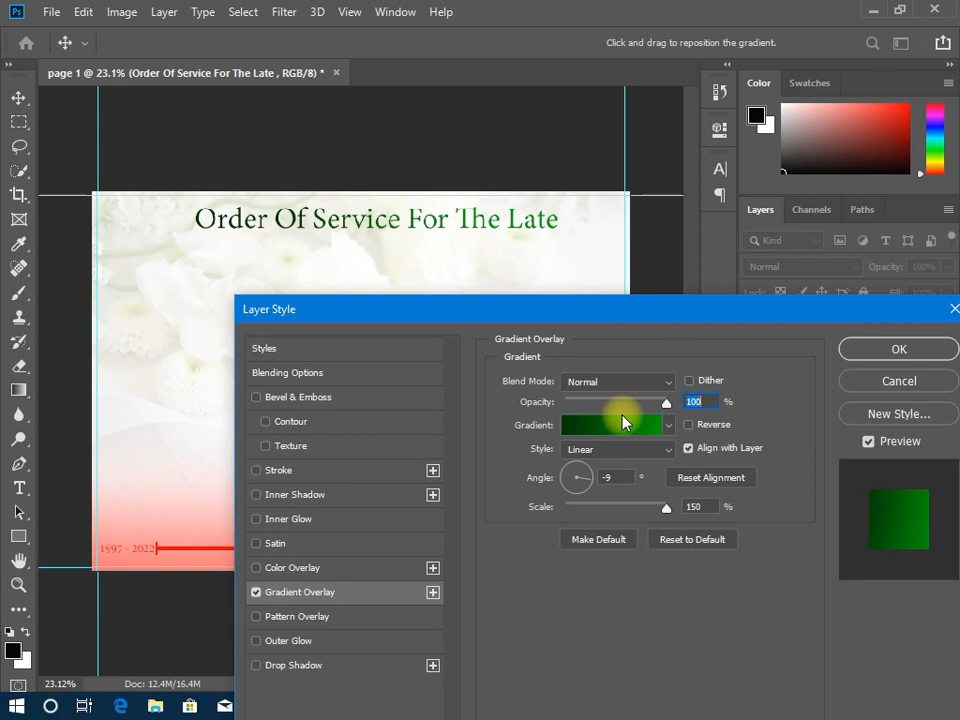 Ps File Edit Image Layer Type Select Filter 3D View Window Help
Click and drag to reposition the gradient.
page 1 @ 23.1% (Order Of Service For The Late , RGB/8) *
Color Swatches
Order Of Service For The Late
Layers Channels Paths
Kind
Normal Opacity: 100%
Lock: Fill: 100%
Layer Style
Styles
Blending Options
Bevel & Emboss
Contour
Texture
Stroke
Inner Shadow
Inner Glow
Satin
Color Overlay
Gradient Overlay
Pattern Overlay
Outer Glow
Drop Shadow
Gradient Overlay
Gradient
Blend Mode: Normal Dither
Opacity: 100 %
Gradient: Reverse
Style: Linear Align with Layer
Angle: -9 ° Reset Alignment
Scale: 150 %
Make Default Reset to Default
OK
Cancel
New Style...
Preview
1997 - 2022
23.12% Doc: 12.4M/16.4M